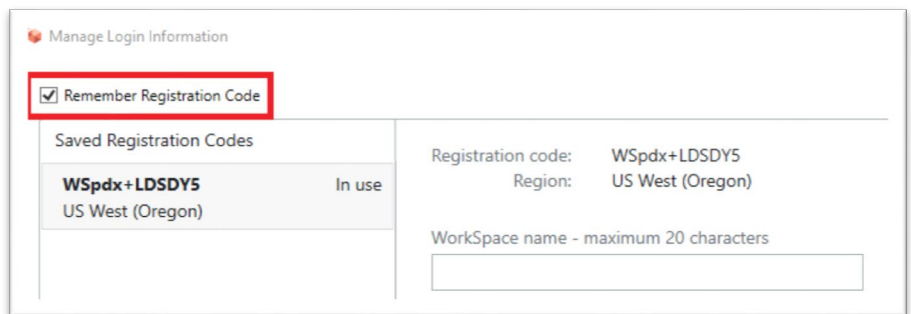 Manage Login Information
Remember Registration Code
Saved Registration Codes
WSpdx+LDSDY5 In use
US West (Oregon)
Registration code: WSpdx+LDSDY5
Region: US West (Oregon)
WorkSpace name - maximum 20 characters